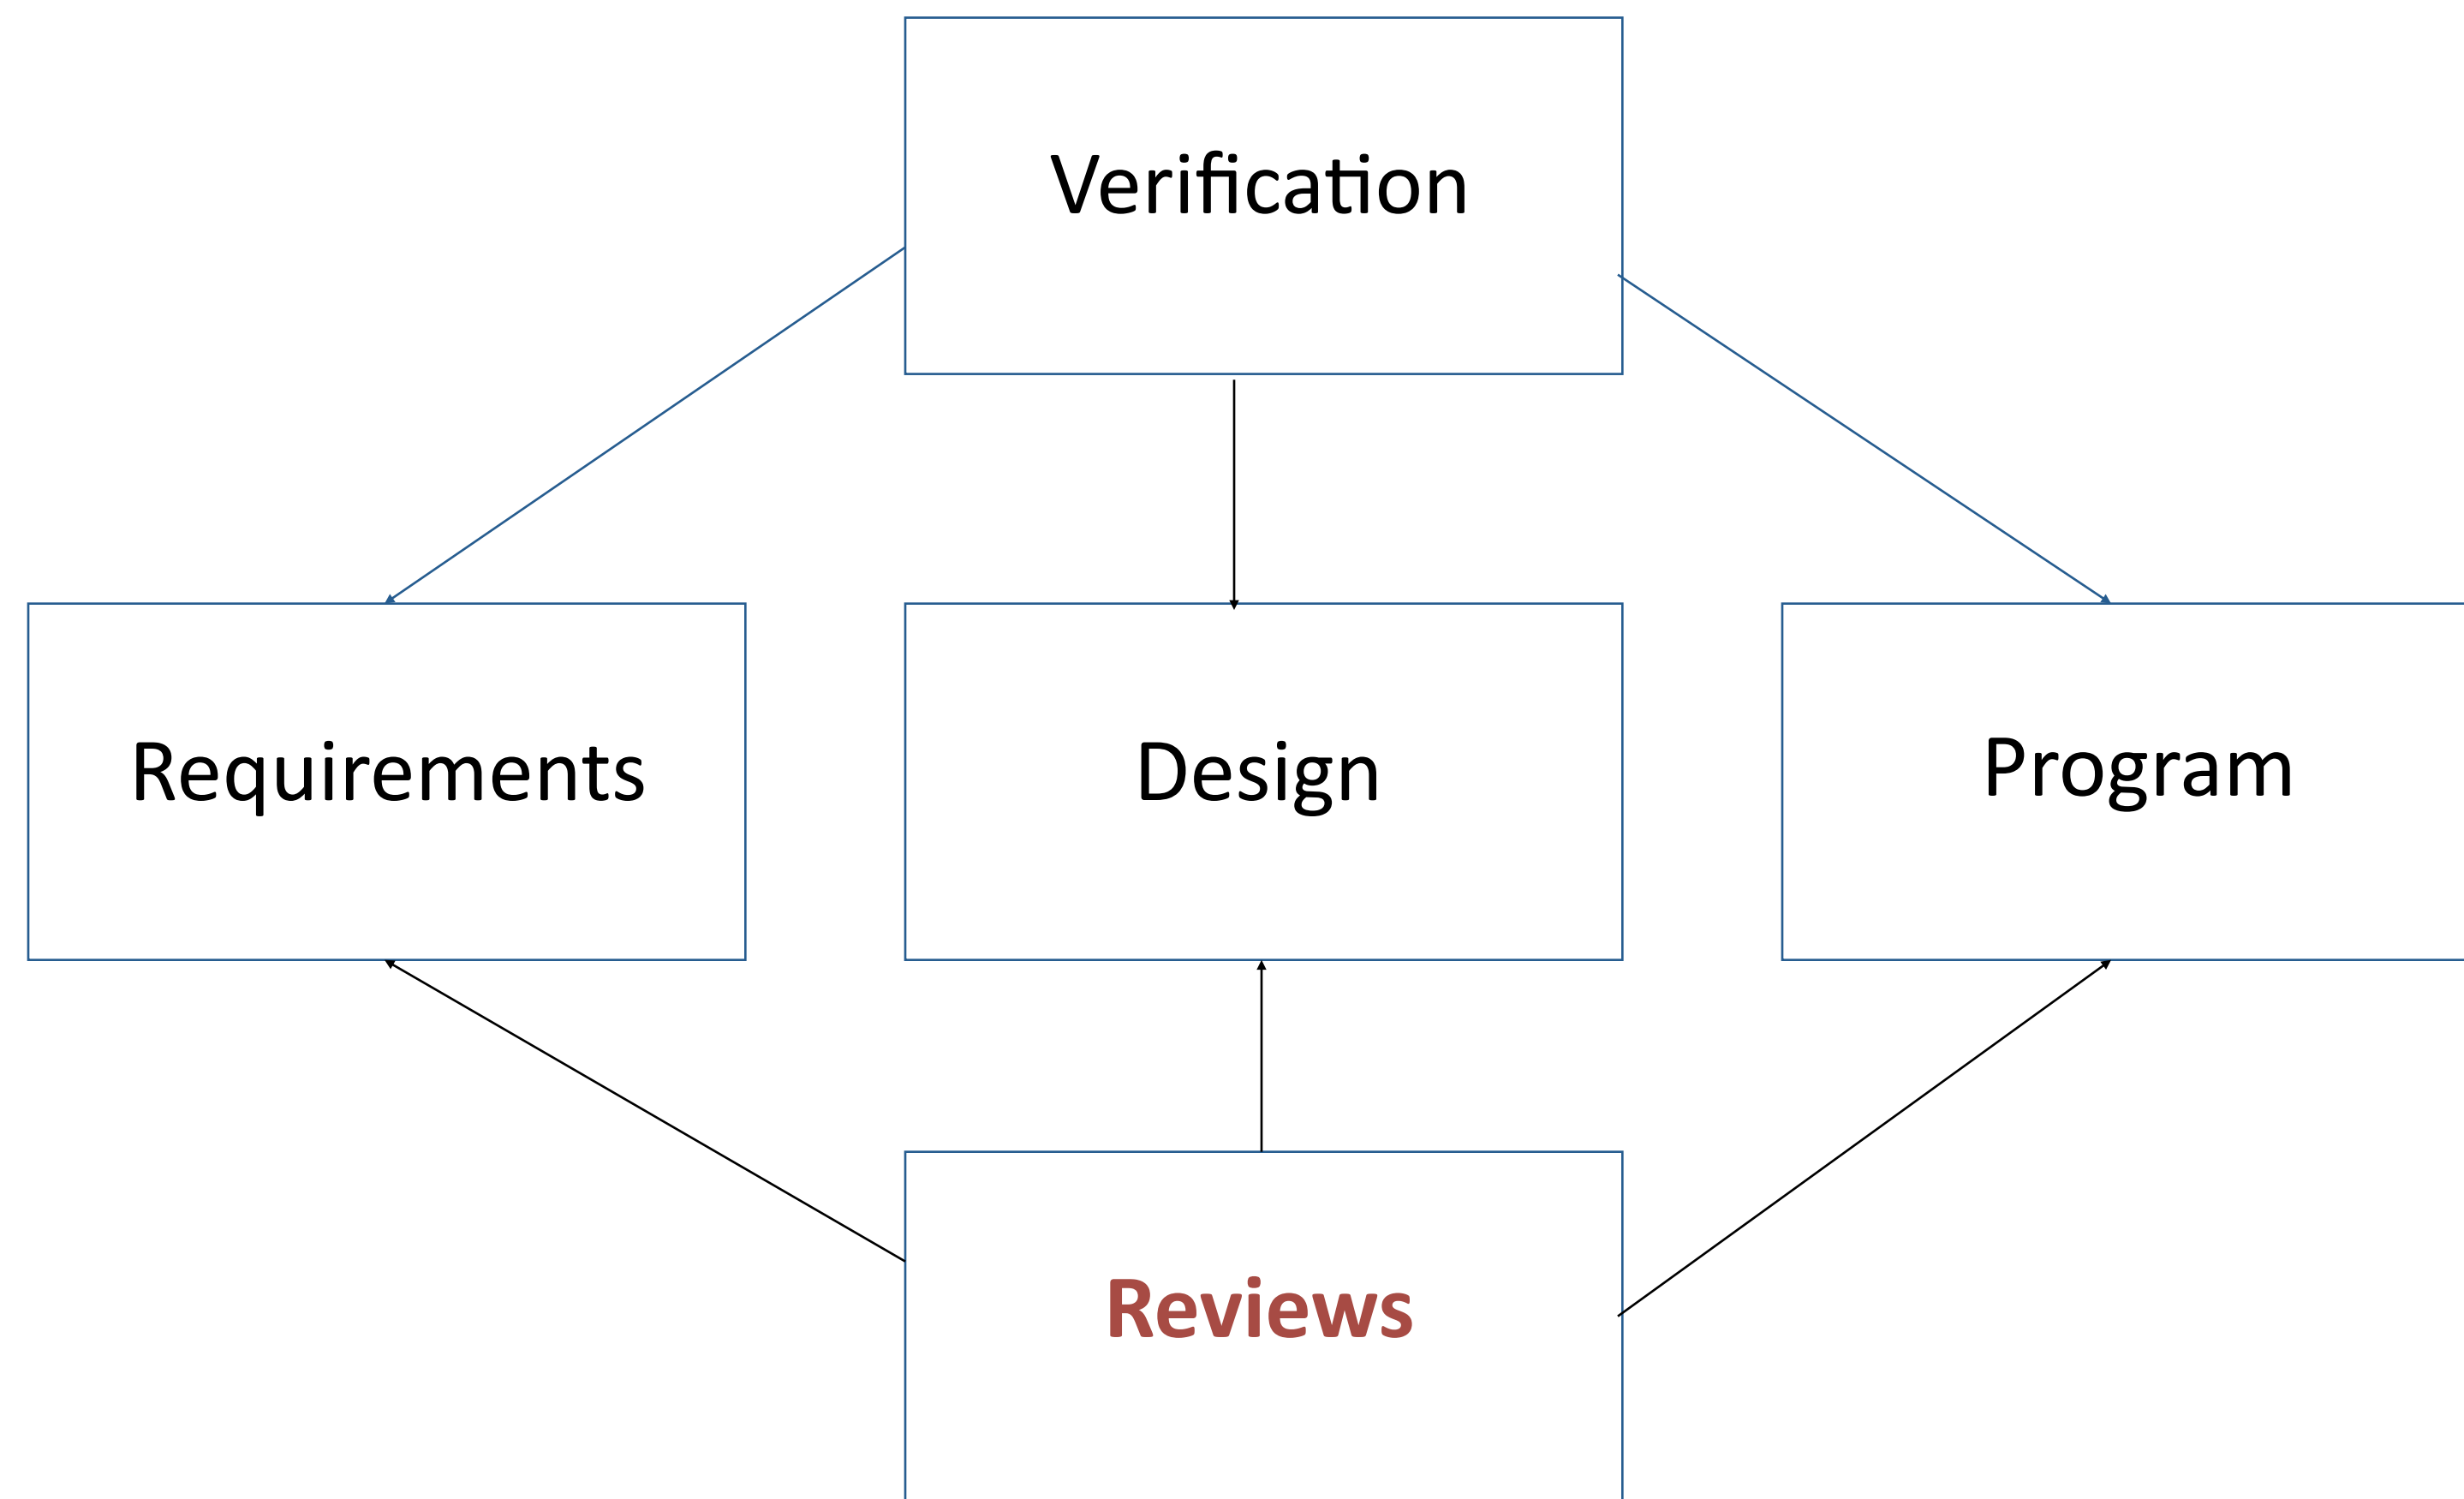 Verification
Requirements
Design
Program
Reviews